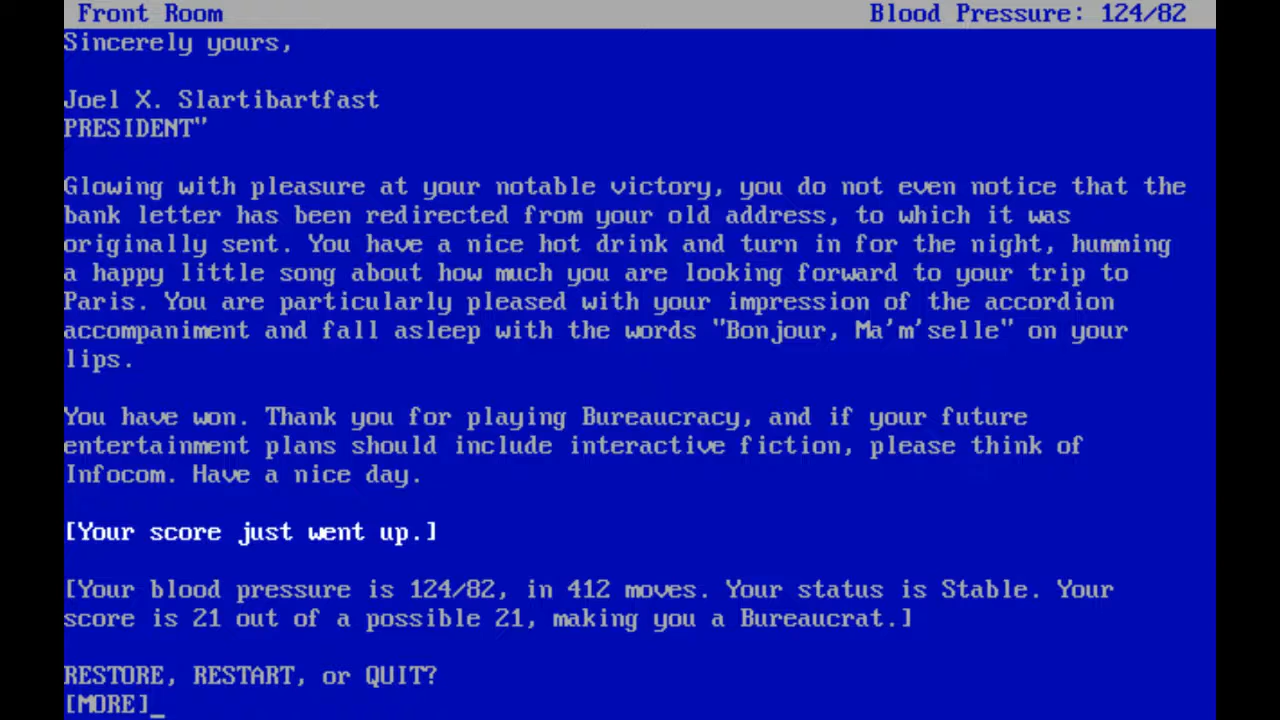 Front Room Blood Pressure: 124/82
Sincerely yours,
Joel X. Slartibartfast
PRESIDENT"
Glowing with pleasure at your notable victory, you do not even notice that the
bank letter has been redirected from your old address, to which it was
originally sent. You have a nice hot drink and turn in for the night, humming
a happy little song about how much you are looking forward to your trip to
Paris. You are particularly pleased with your impression of the accordion
accompaniment and fall asleep with the words "Bonjour, Ma'm'selle" on your
lips.
You have won. Thank you for playing Bureaucracy, and if your future
entertainment plans should include interactive fiction, please think of
Infocom. Have a nice day.
[Your score just went up.]
[Your blood pressure is 124/82, in 412 moves. Your status is Stable. Your
score is 21 out of a possible 21, making you a Bureaucrat.]
RESTORE, RESTART, or QUIT?
[MORE]_